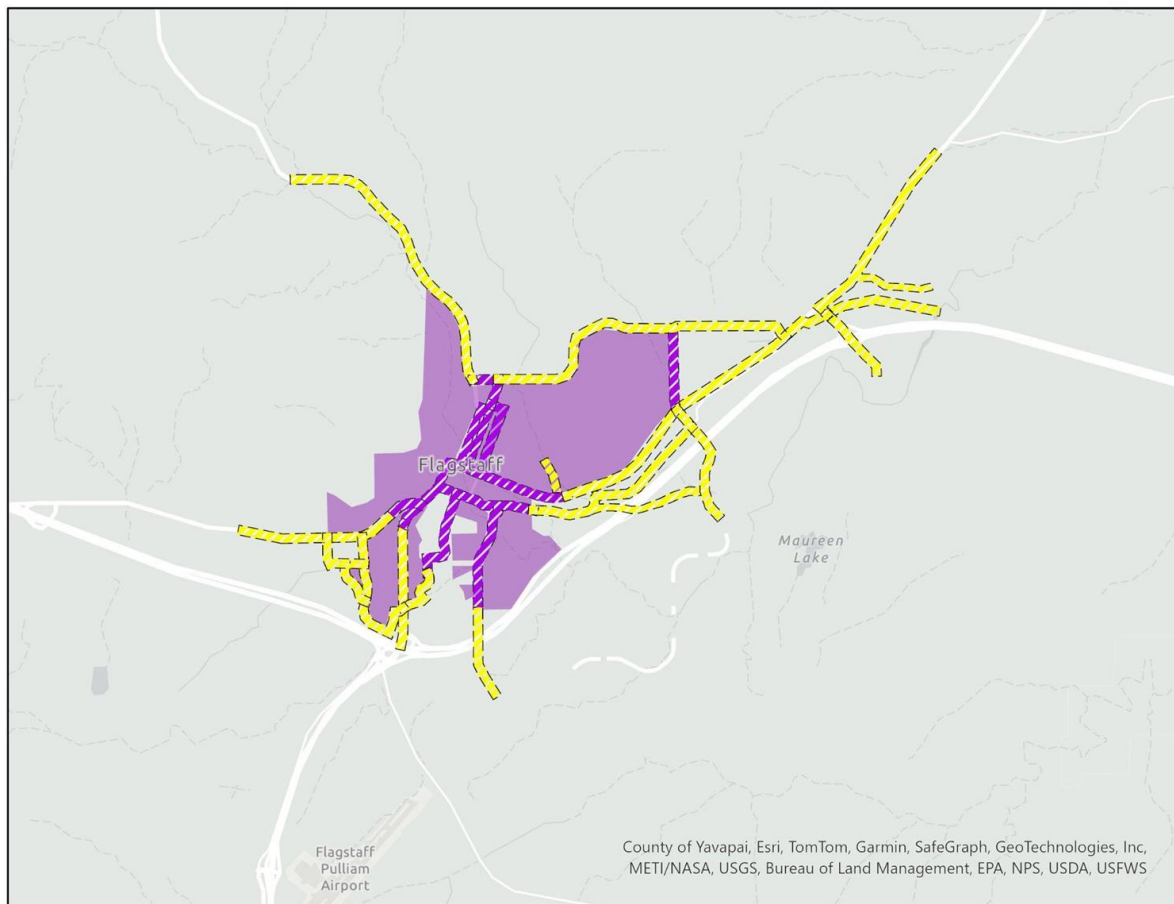 Flagstaff
Maureen
Lake
Flagstaff
Pulliam
Airport
County of Yavapai, Esri, TomTom, Garmin, SafeGraph, GeoTechnologies, Inc,
METI/NASA, USGS, Bureau of Land Management, EPA, NPS, USDA, USFWS